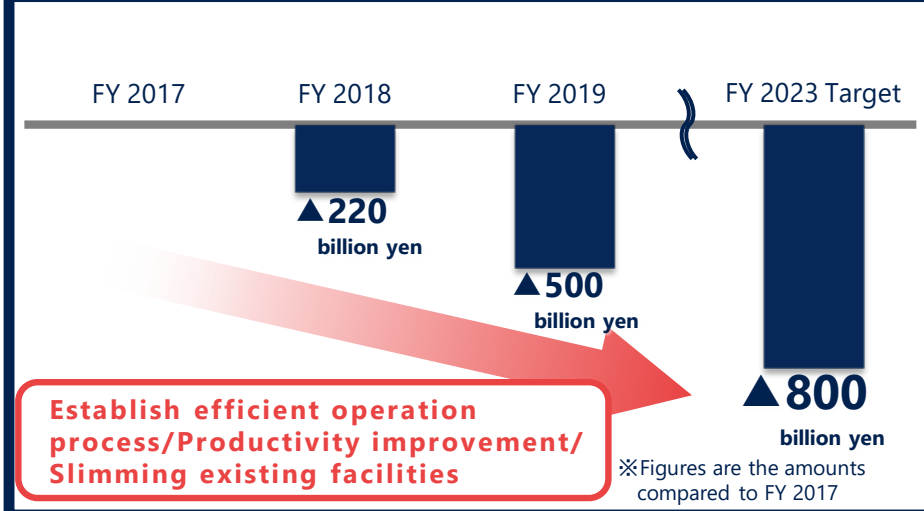 FY 2017
FY 2018
FY 2019
FY 2023 Target
▲220
billion yen
▲500
billion yen
▲800
billion yen
Establish efficient operation
process/Productivity improvement/
Slimming existing facilities
※Figures are the amounts
compared to FY 2017